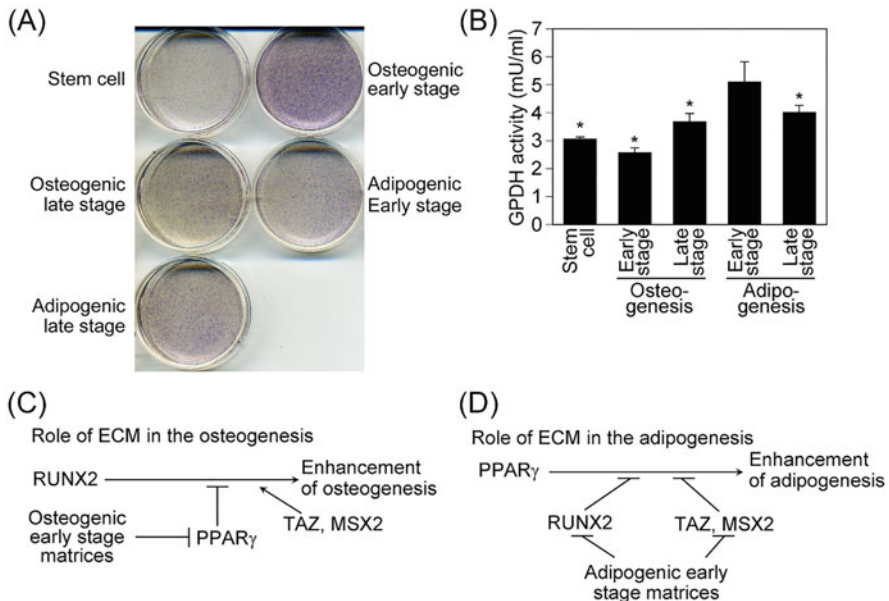 (A)
Stem cell
Osteogenic
early stage
Osteogenic
late stage
Adipogenic
Early stage
Adipogenic
late stage
(B)
GPDH activity (mU/ml)
7
6
5
4
3
2
1
0
*
*
*
*
Stem
cell
Early
stage
Late
stage
Early
stage
Late
stage
Osteo-
genesis
Adipo-
genesis
(C)
Role of ECM in the osteogenesis
RUNX2
Enhancement
of osteogenesis
Osteogenic
early stage
matrices
PPARγ
TAZ, MSX2
(D)
Role of ECM in the adipogenesis
PPARγ
Enhancement
of adipogenesis
RUNX2
TAZ, MSX2
Adipogenic early
stage matrices